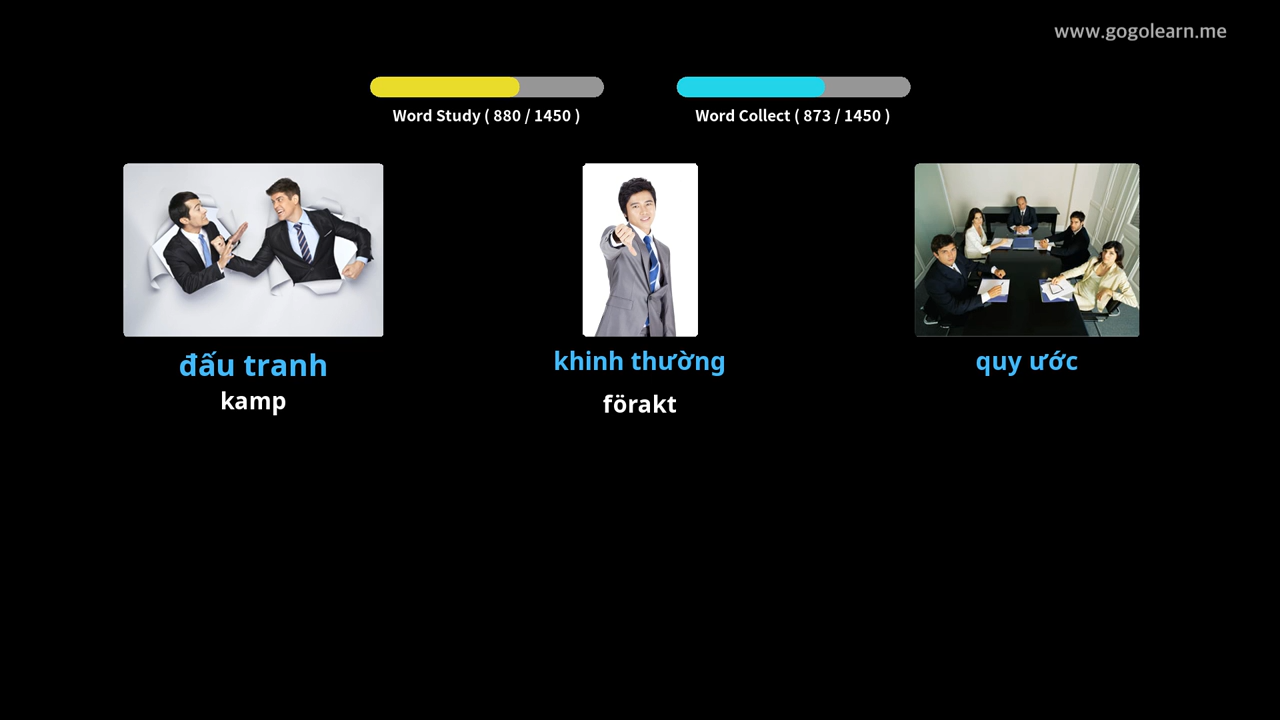 www.gogolearn.me
Word Study ( 880 / 1450 )
Word Collect ( 873 / 1450 )
đấu tranh
kamp
khinh thường
förakt
quy ước